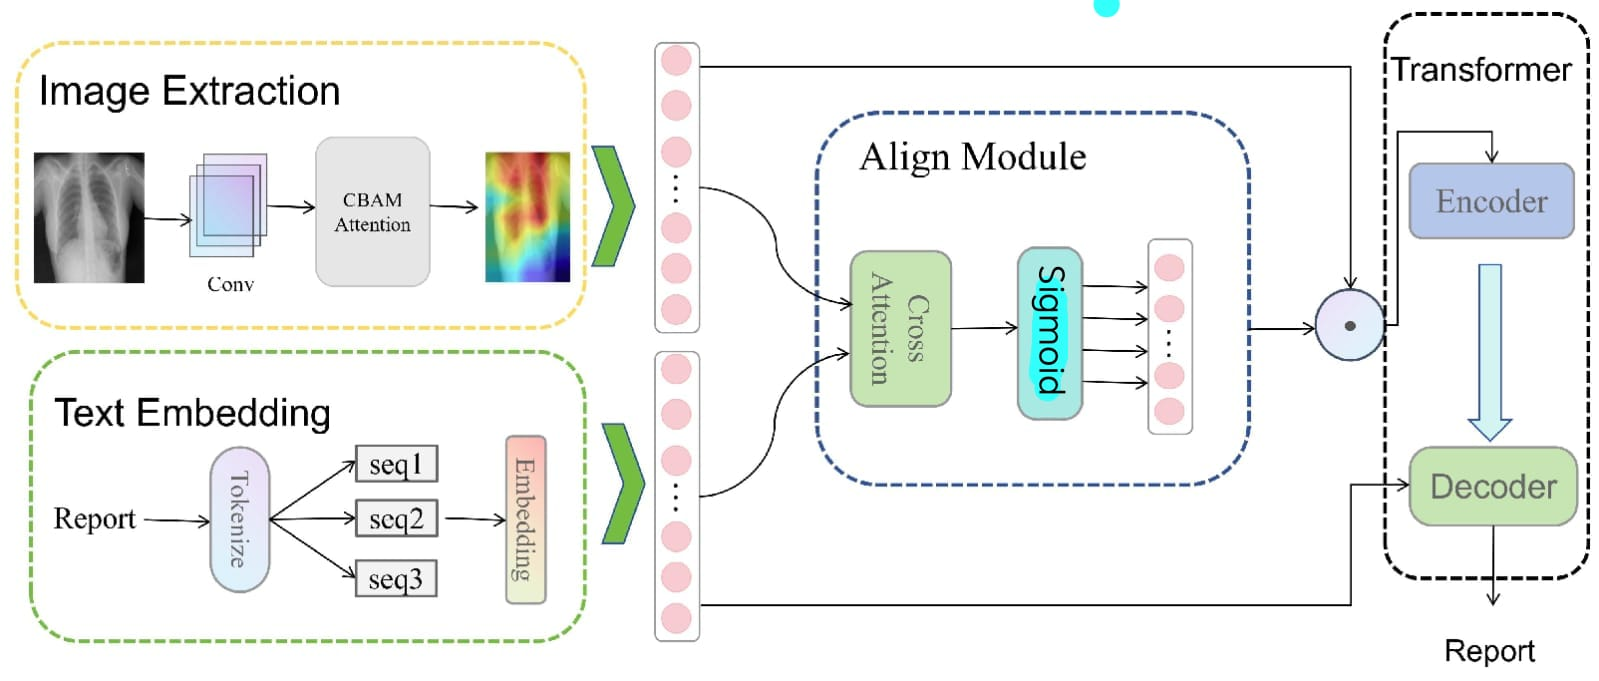 Image Extraction
Conv
CBAM
Attention
Text Embedding
Report
Tokenize
seq1
seq2
seq3
Embedding
Align Module
Cross
Attention
Sigmoid
Transformer
Encoder
Decoder
Report